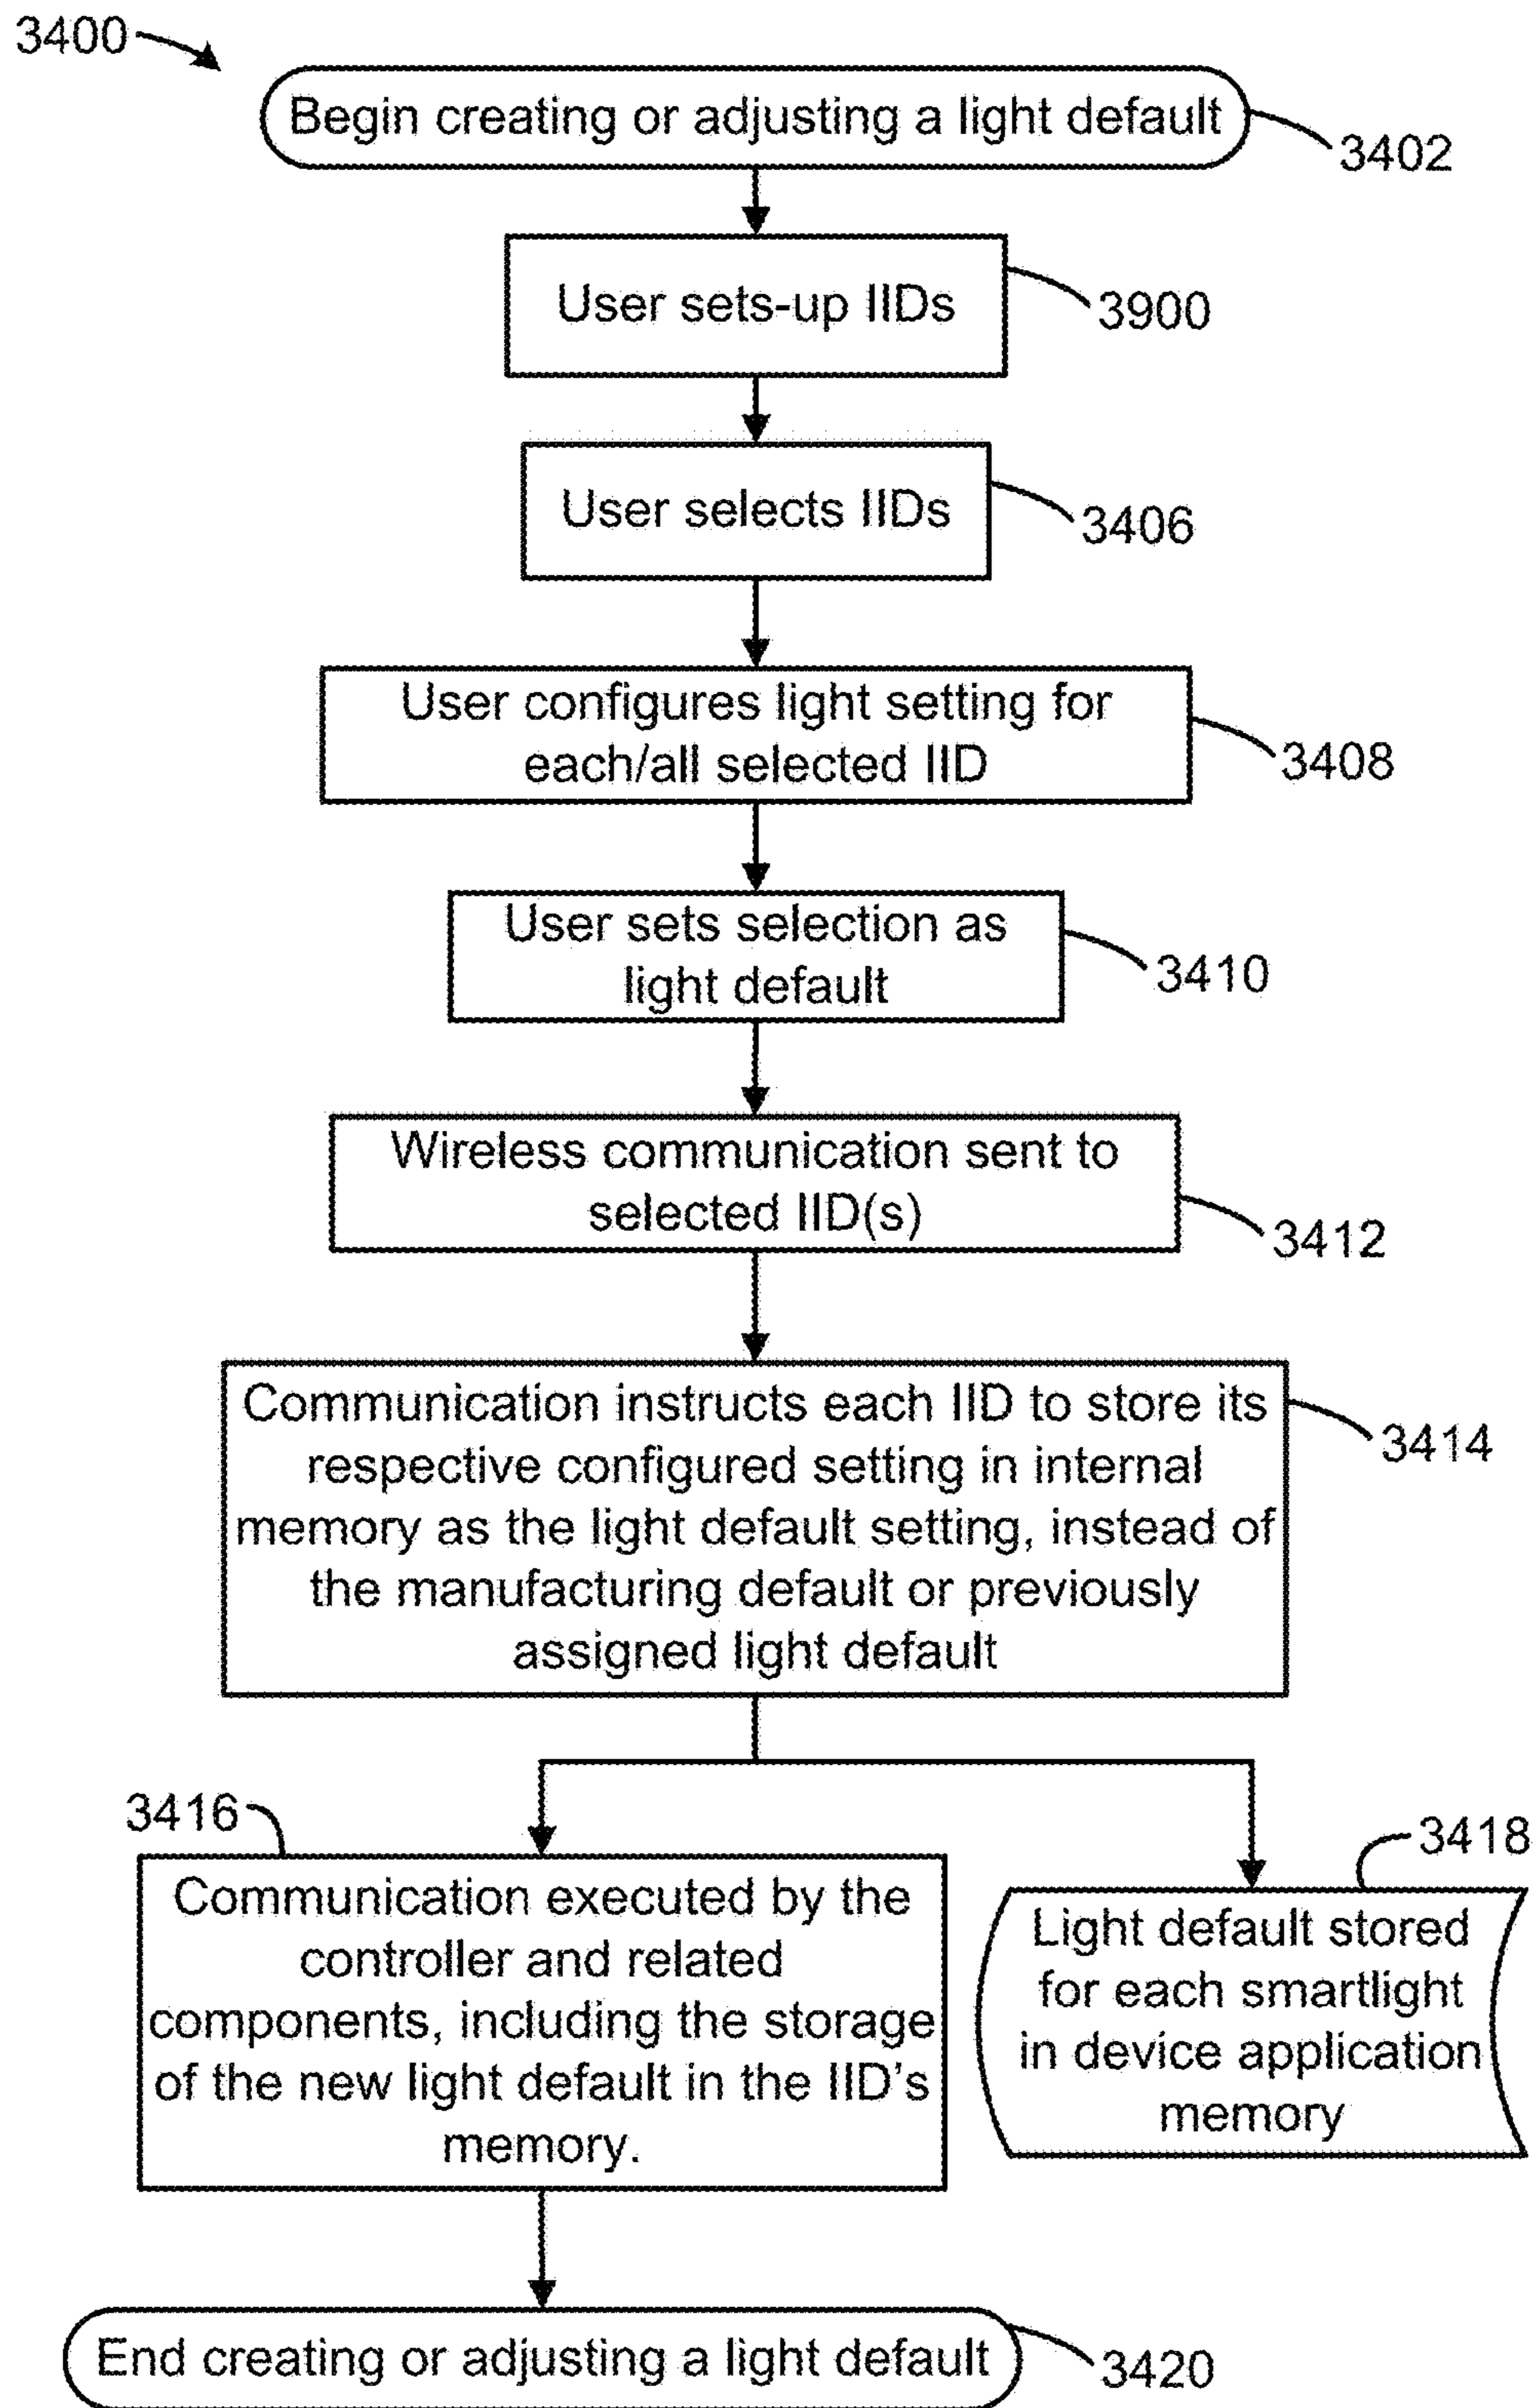 3400
Begin creating or adjusting a light default
3402
User sets-up IIDs
3900
User selects IIDs
3406
User configures light setting for
each/all selected IID
3408
User sets selection as
light default
3410
Wireless communication sent to
selected IID(s)
3412
Communication instructs each IID to store its
respective configured setting in internal
memory as the light default setting, instead of
the manufacturing default or previously
assigned light default
3414
3416
Communication executed by the
controller and related
components, including the storage
of the new light default in the IID's
memory.
3418
Light default stored
for each smartlight
in device application
memory
End creating or adjusting a light default
3420